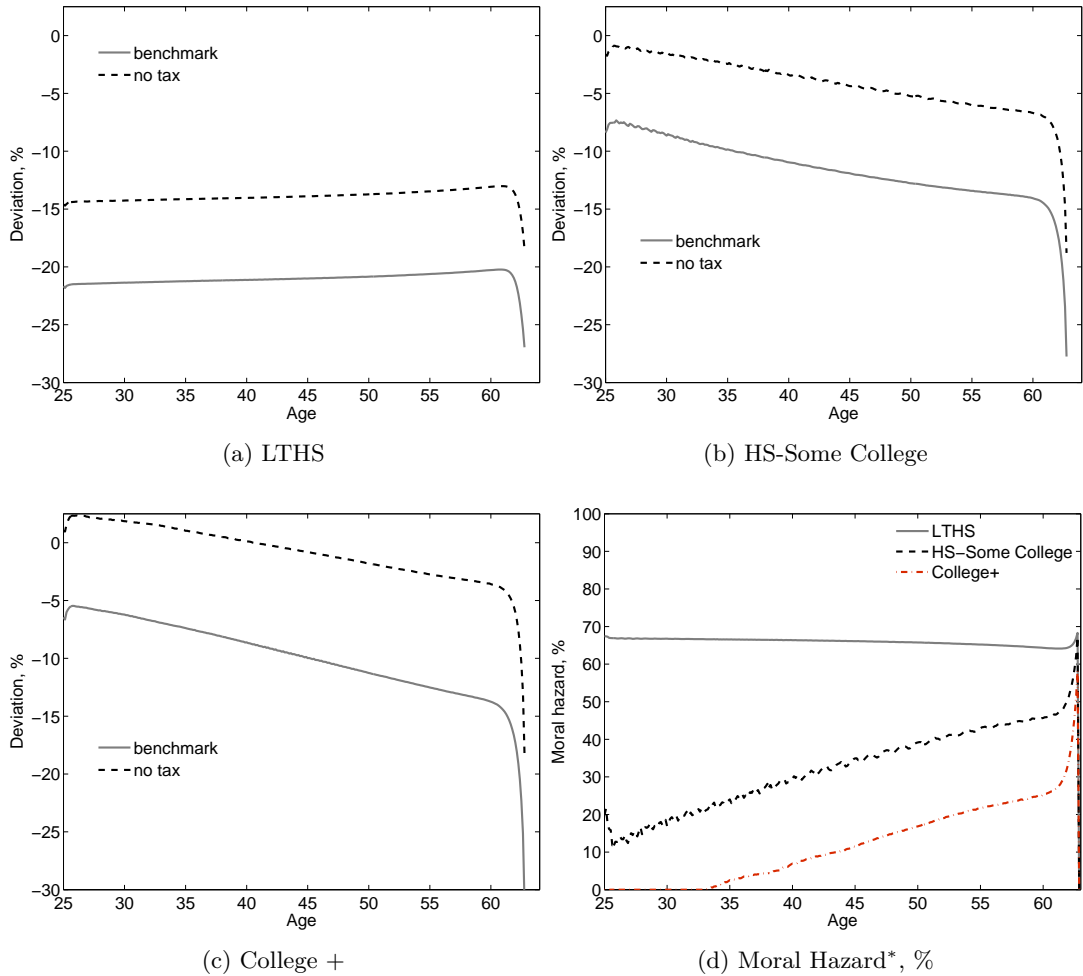 0
−5
−10
−15
−20
−25
−30
Deviation, %
benchmark
no tax
25 30 35 40 45 50 55 60
Age
(a) LTHS
0
−5
−10
−15
−20
−25
−30
Deviation, %
benchmark
no tax
25 30 35 40 45 50 55 60
Age
(b) HS-Some College
0
−5
−10
−15
−20
−25
−30
Deviation, %
benchmark
no tax
25 30 35 40 45 50 55 60
Age
(c) College +
100
90
80
70
60
50
40
30
20
10
0
Moral hazard, %
LTHS
HS−Some College
College+
25 30 35 40 45 50 55 60
Age
(d) Moral Hazard*, %